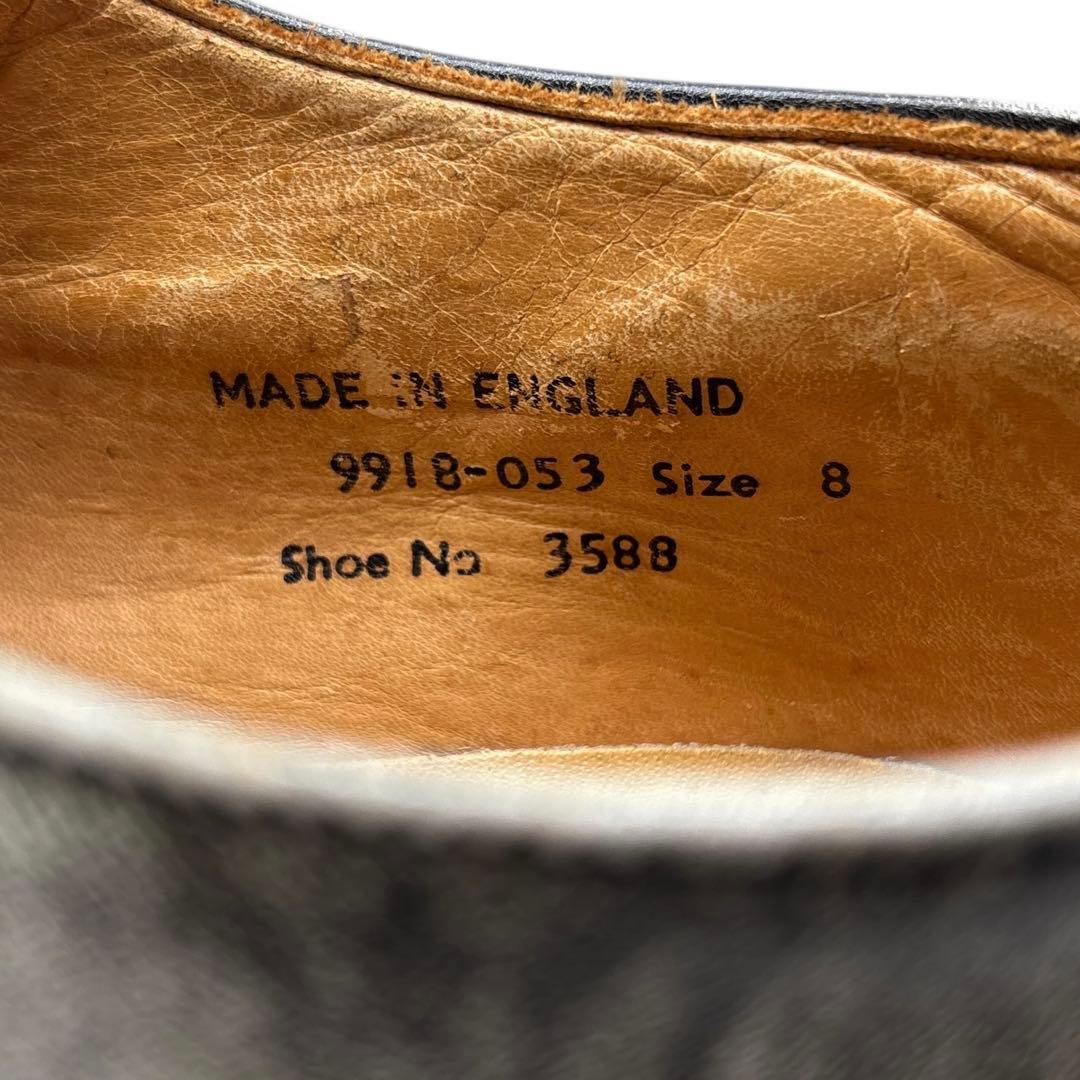 MADE IN ENGLAND
9918-053 Size 8
Shoe No 3588